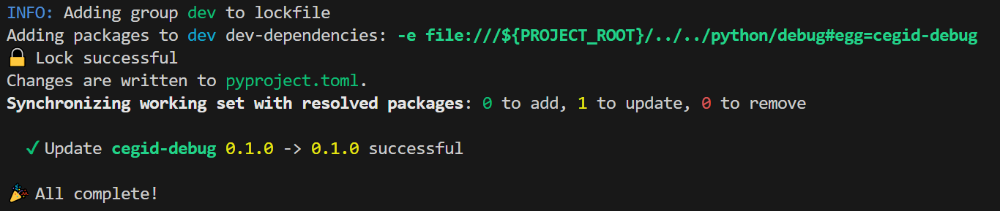 INFO: Adding group dev to lockfile
Adding packages to dev dev-dependencies: -e file:///${PROJECT_ROOT}/../../python/debug#egg=cegid-debug
🔒 Lock successful
Changes are written to pyproject.toml.
Synchronizing working set with resolved packages: 0 to add, 1 to update, 0 to remove
✓ Update cegid-debug 0.1.0 -> 0.1.0 successful
🎉 All complete!